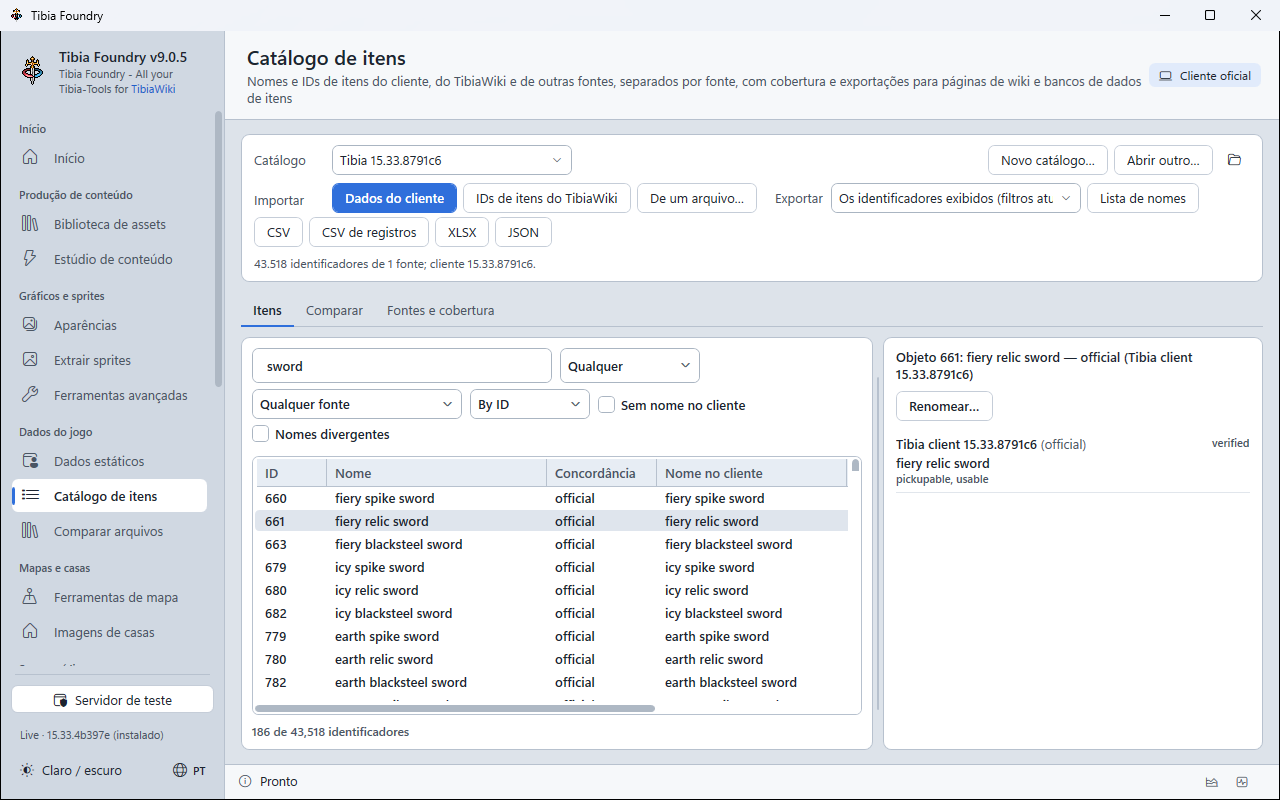 Tibia Foundry
Tibia Foundry v9.0.5
Tibia Foundry - All your
Tibia-Tools for TibiaWiki
Início
Início
Produção de conteúdo
Biblioteca de assets
Estúdio de conteúdo
Gráficos e sprites
Aparências
Extrair sprites
Ferramentas avançadas
Dados do jogo
Dados estáticos
Catálogo de itens
Comparar arquivos
Mapas e casas
Ferramentas de mapa
Imagens de casas
Servidor de teste
Live · 15.33.4b397e (instalado)
Claro / escuro PT
Catálogo de itens
Nomes e IDs de itens do cliente, do TibiaWiki e de outras fontes, separados por fonte, com cobertura e exportações para páginas de wiki e bancos de dados
de itens
Cliente oficial
Catálogo Tibia 15.33.8791c6 Novo catálogo... Abrir outro...
Importar Dados do cliente IDs de itens do TibiaWiki De um arquivo... Exportar Os identificadores exibidos (filtros atu Lista de nomes
CSV CSV de registros XLSX JSON
43.518 identificadores de 1 fonte; cliente 15.33.8791c6.
Itens Comparar Fontes e cobertura
sword Qualquer
Qualquer fonte By ID Sem nome no cliente
Nomes divergentes
ID Nome Concordância Nome no cliente
660 fiery spike sword official fiery spike sword
661 fiery relic sword official fiery relic sword
663 fiery blacksteel sword official fiery blacksteel sword
679 icy spike sword official icy spike sword
680 icy relic sword official icy relic sword
682 icy blacksteel sword official icy blacksteel sword
779 earth spike sword official earth spike sword
780 earth relic sword official earth relic sword
782 earth blacksteel sword official earth blacksteel sword
186 de 43,518 identificadores
Objeto 661: fiery relic sword — official (Tibia client
15.33.8791c6)
Renomear...
Tibia client 15.33.8791c6 (official) verified
fiery relic sword
pickupable, usable
Pronto